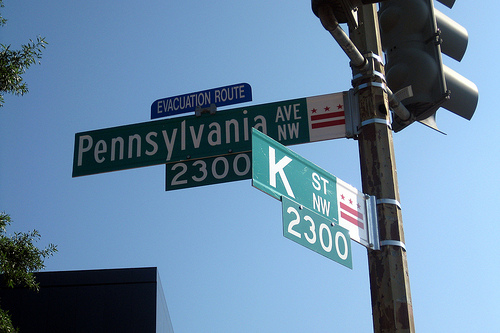 EVACUATION ROUTE
Pennsylvania AVE NW
2300
K ST NW
2300